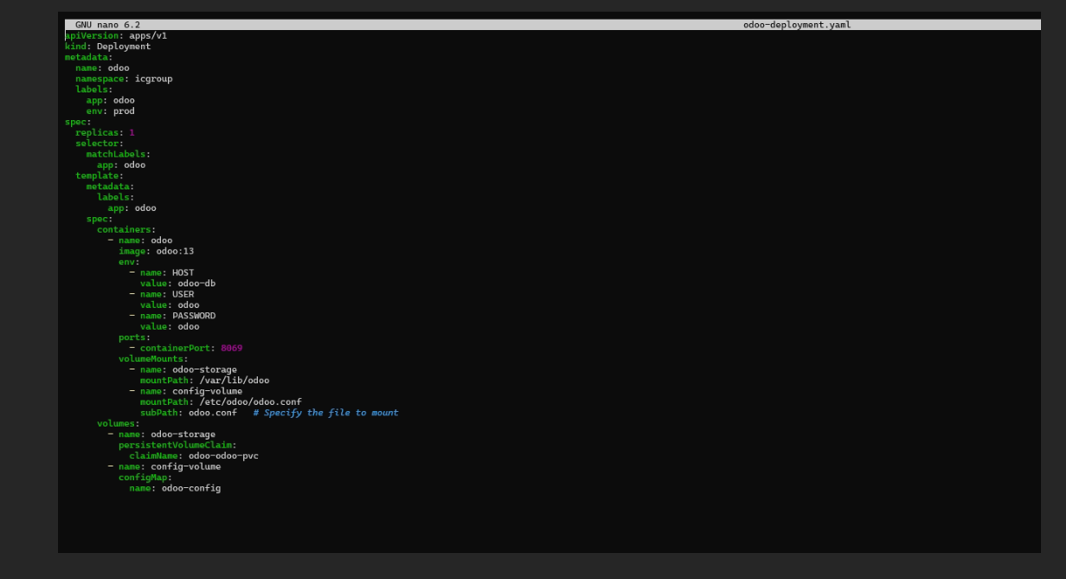 GNU nano 6.2 odoo-deployment.yaml
apiVersion: apps/v1
kind: Deployment
metadata:
  name: odoo
  namespace: icgroup
  labels:
    app: odoo
    env: prod
spec:
  replicas: 1
  selector:
    matchLabels:
      app: odoo
  template:
    metadata:
      labels:
        app: odoo
    spec:
      containers:
        - name: odoo
          image: odoo:13
          env:
            - name: HOST
              value: odoo-db
            - name: USER
              value: odoo
            - name: PASSWORD
              value: odoo
          ports:
            - containerPort: 8069
          volumeMounts:
            - name: odoo-storage
              mountPath: /var/lib/odoo
            - name: config-volume
              mountPath: /etc/odoo/odoo.conf
              subPath: odoo.conf   # Specify the file to mount
      volumes:
        - name: odoo-storage
          persistentVolumeClaim:
            claimName: odoo-odoo-pvc
        - name: config-volume
          configMap:
            name: odoo-config